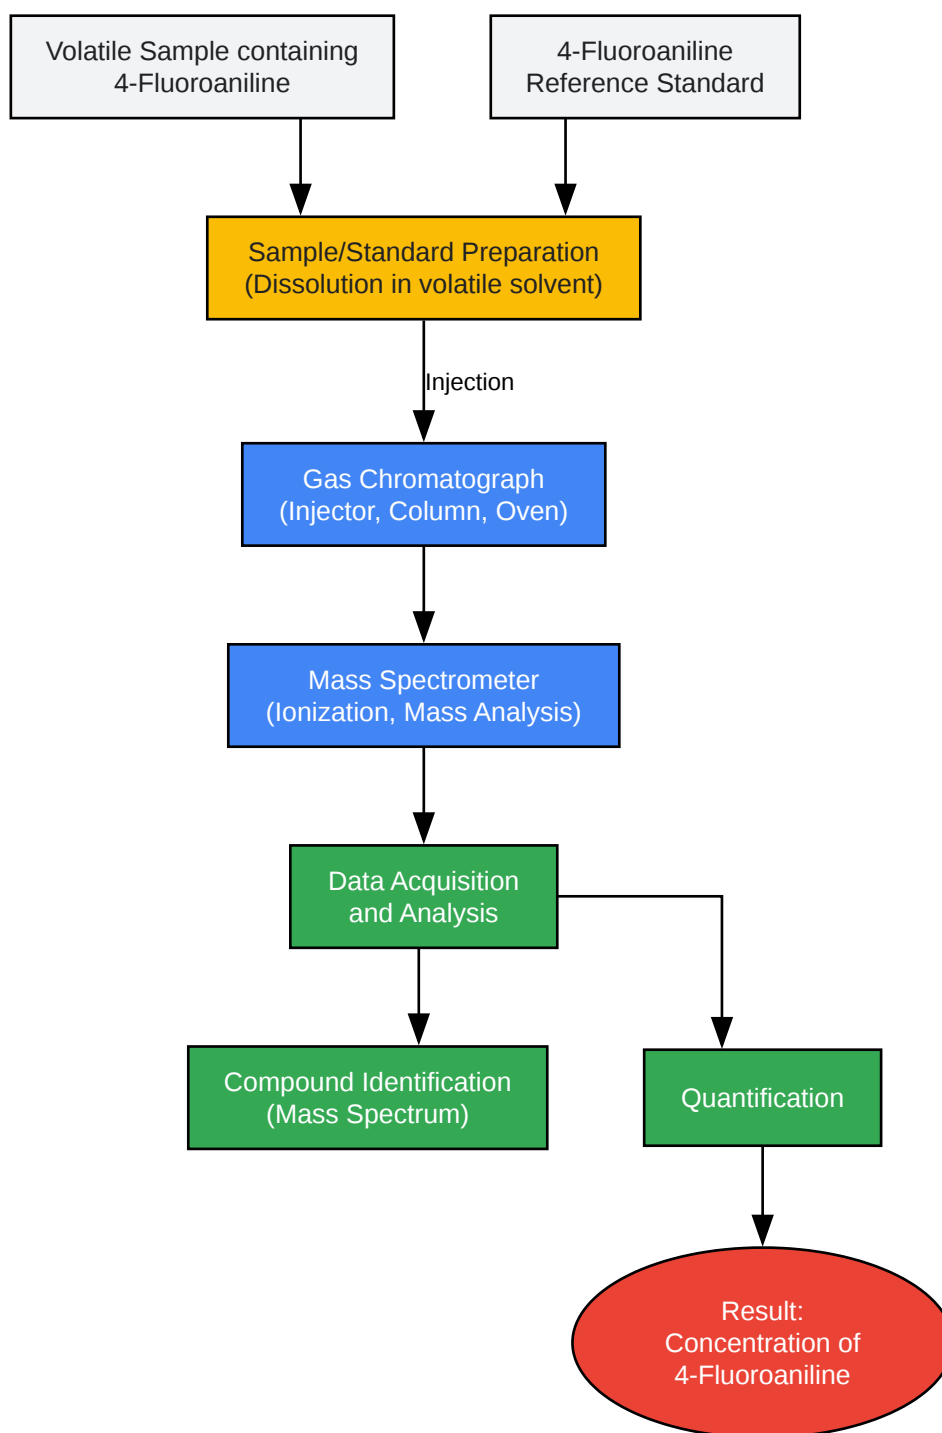 Volatile Sample containing
4-Fluoroaniline
4-Fluoroaniline
Reference Standard
Sample/Standard Preparation
(Dissolution in volatile solvent)
Injection
Gas Chromatograph
(Injector, Column, Oven)
Mass Spectrometer
(Ionization, Mass Analysis)
Data Acquisition
and Analysis
Compound Identification
(Mass Spectrum)
Quantification
Result:
Concentration of
4-Fluoroaniline